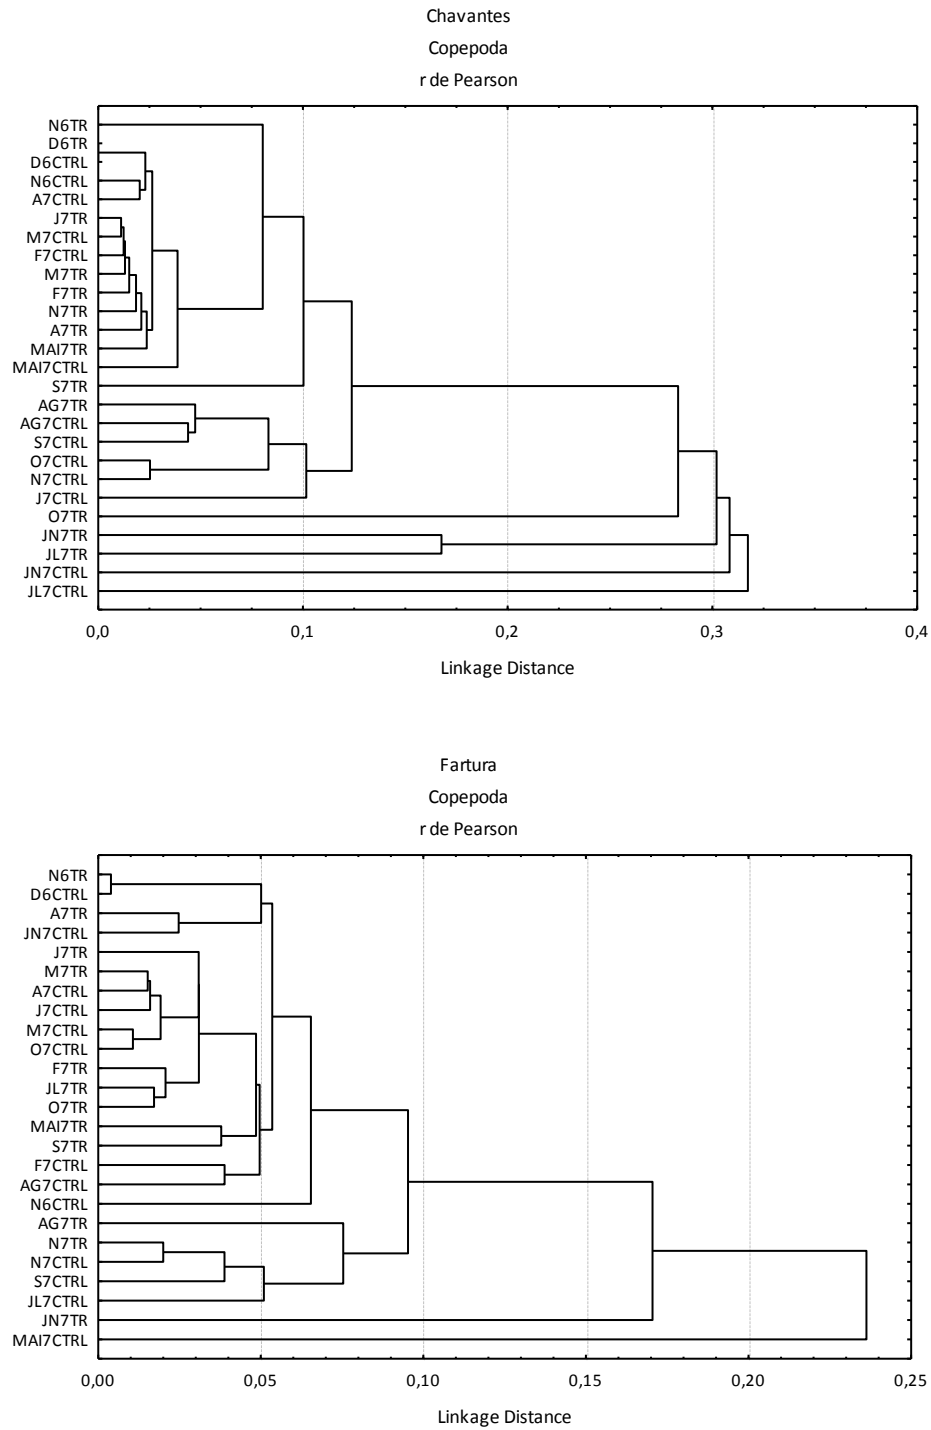 Chavantes
Copepoda
r de Pearson
N6TR
D6TR
D6CTRL
N6CTRL
A7CTRL
J7TR
M7CTRL
F7CTRL
M7TR
F7TR
N7TR
A7TR
MAI7TR
MAI7CTRL
S7TR
AG7TR
AG7CTRL
S7CTRL
O7CTRL
N7CTRL
J7CTRL
O7TR
JN7TR
JL7TR
JN7CTRL
JL7CTRL
0,0 0,1 0,2 0,3 0,4
Linkage Distance
Fartura
Copepoda
r de Pearson
N6TR
D6CTRL
A7TR
JN7CTRL
J7TR
M7TR
A7CTRL
J7CTRL
M7CTRL
O7CTRL
F7TR
JL7TR
O7TR
MAI7TR
S7TR
F7CTRL
AG7CTRL
N6CTRL
AG7TR
N7TR
N7CTRL
S7CTRL
JL7CTRL
JN7TR
MAI7CTRL
0,00 0,05 0,10 0,15 0,20 0,25
Linkage Distance